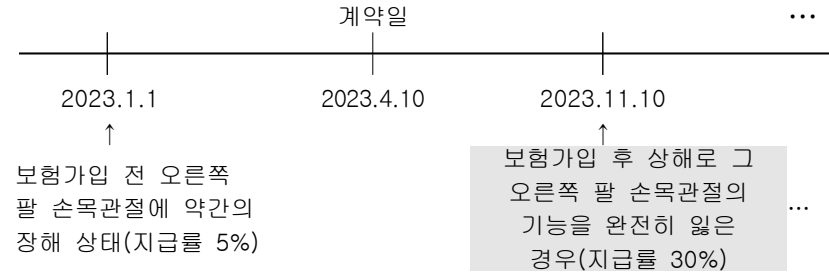 계약일
…
2023.1.1
2023.4.10
2023.11.10
↑
보험가입 전 오른쪽
팔 손목관절에 약간의
장해 상태(지급률 5%)
↑
보험가입 후 상해로 그
오른쪽 팔 손목관절의
기능을 완전히 잃은
경우(지급률 30%)
…